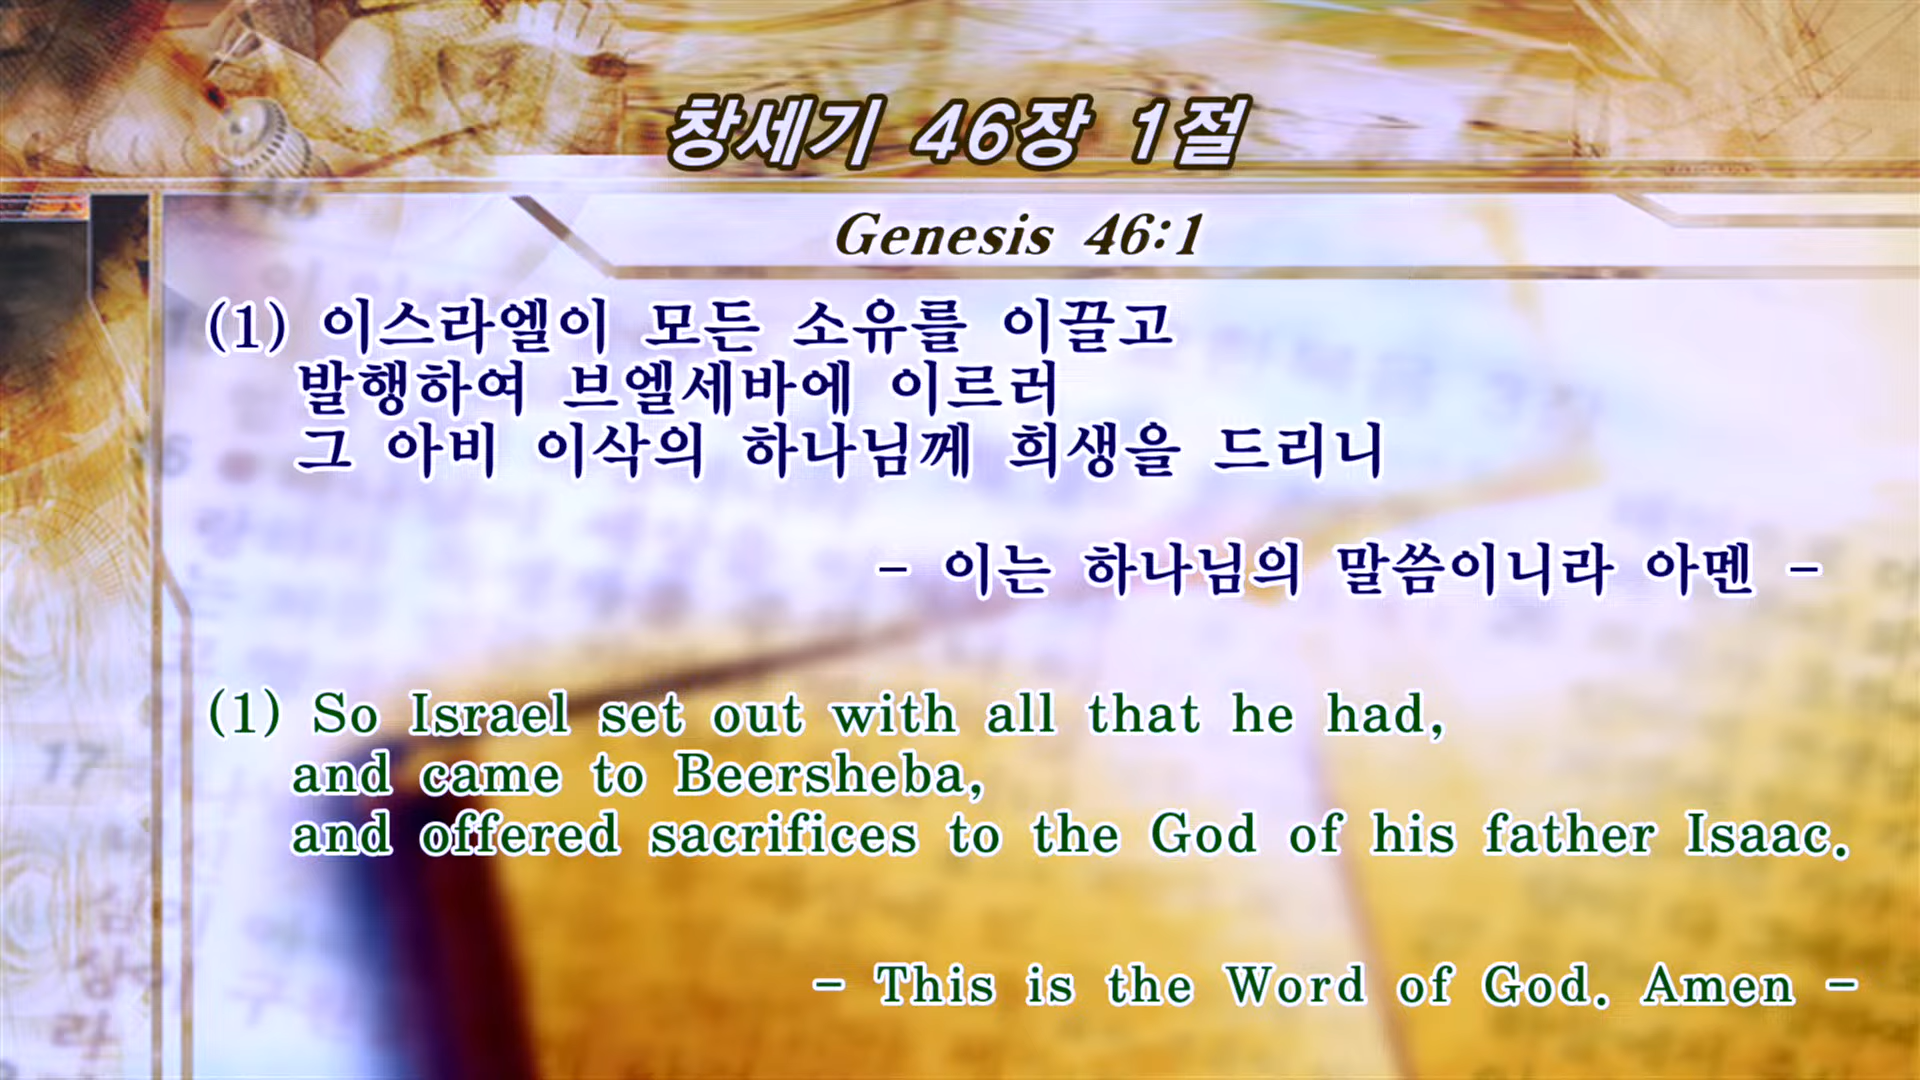 창세기 46장 1절
Genesis 46:1
(1) 이스라엘이 모든 소유를 이끌고
발행하여 브엘세바에 이르러
그 아비 이삭의 하나님께 희생을 드리니
- 이는 하나님의 말씀이니라 아멘 -
(1) So Israel set out with all that he had,
and came to Beersheba,
and offered sacrifices to the God of his father Isaac.
- This is the Word of God. Amen -